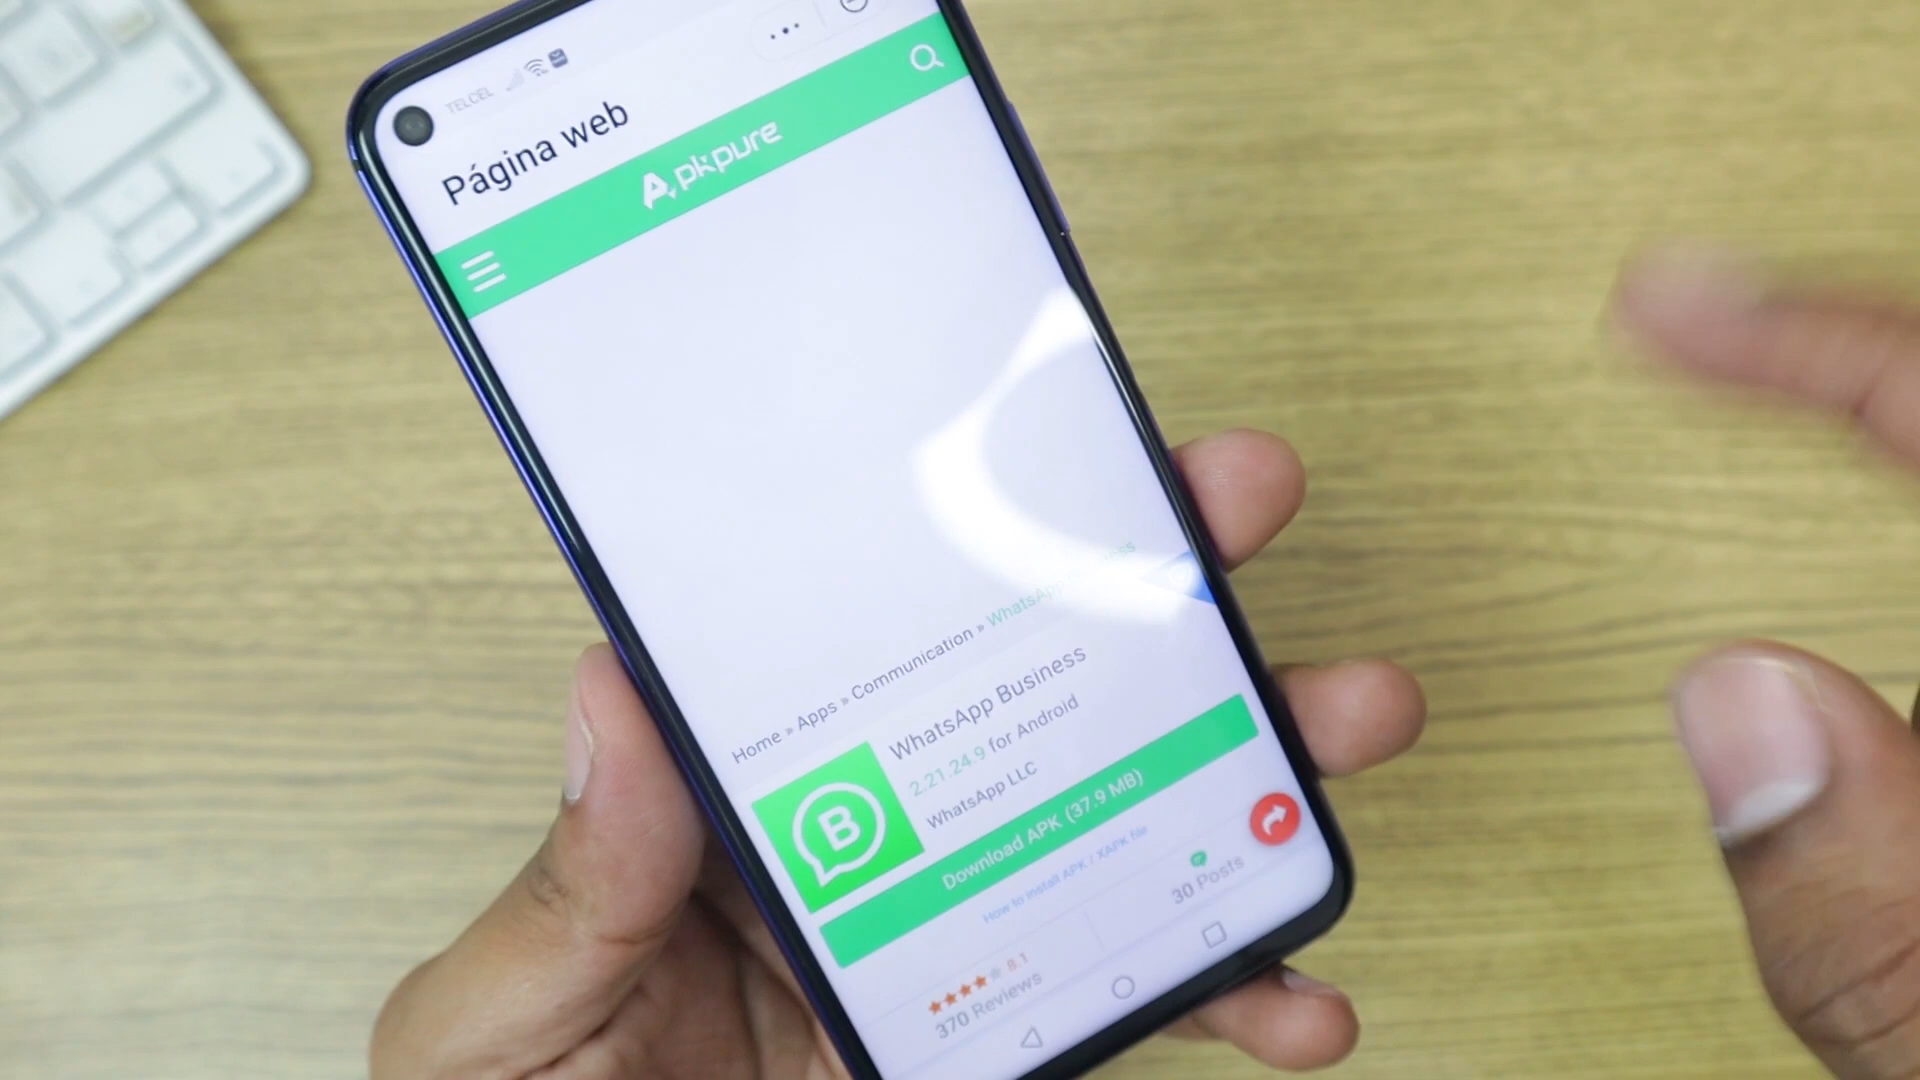 TELCEL
Página web
Apkpure
Home » Apps » Communication » WhatsApp
WhatsApp Business
2.21.24.9 for Android
WhatsApp LLC
B
Download APK (37.9 MB)
How to install APK / XAPK file
8.1
370 Reviews
30 Posts